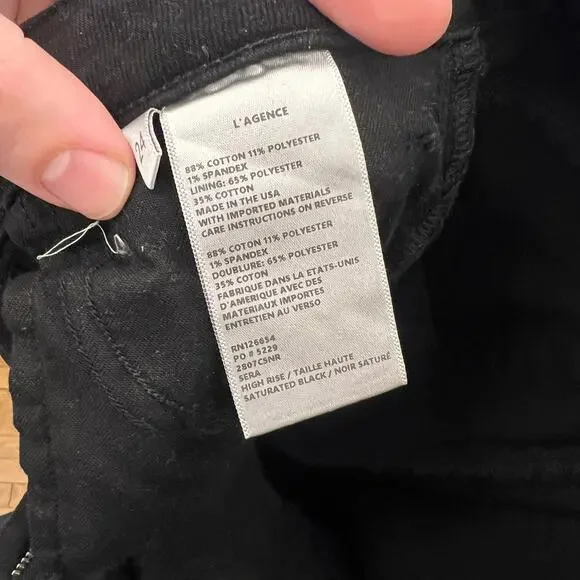 L'AGENCE
24
88% COTTON 11% POLYESTER
1% SPANDEX
LINING: 65% POLYESTER
35% COTTON
MADE IN THE USA
WITH IMPORTED MATERIALS
CARE INSTRUCTIONS ON REVERSE
88% COTON 11% POLYESTER
1% SPANDEX
DOUBLURE: 65% POLYESTER
35% COTON
FABRIQUE DANS LA ETATS-UNIS
D'AMERIQUE AVEC DES
MATERIAUX IMPORTES
ENTRETIEN AU VERSO
RN126654
PO # 5229
2807CSNR
SERA
HIGH RISE / TAILLE HAUTE
SATURATED BLACK / NOIR SATURÉ